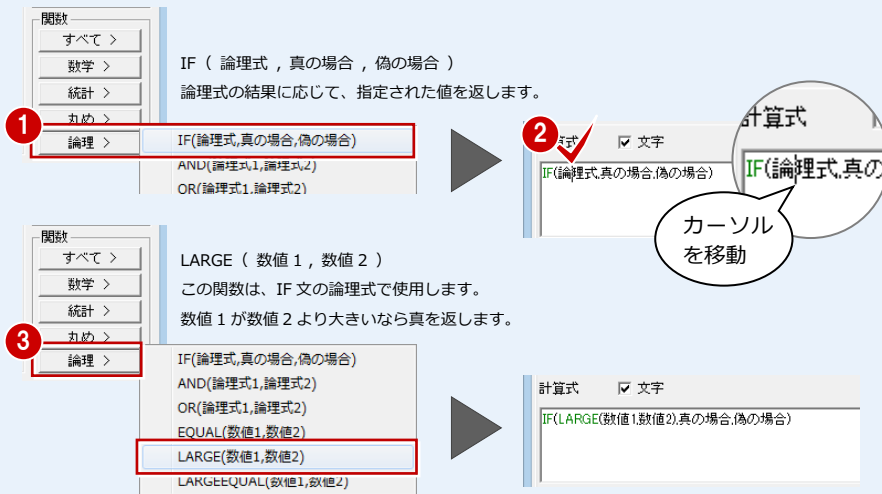 関数
すべて >
数学 >
統計 >
丸め >
論理 >
1
IF ( 論理式 , 真の場合 , 偽の場合 )
論理式の結果に応じて、指定された値を返します。
IF(論理式,真の場合,偽の場合)
AND(論理式1,論理式2)
OR(論理式1,論理式2)
2
算式
文字
IF(論理式,真の場合,偽の場合)
計算式
IF(論理式,真の
カーソル
を移動
関数
すべて >
数学 >
統計 >
丸め >
論理 >
3
LARGE ( 数値 1 , 数値 2 )
この関数は、IF 文の論理式で使用します。
数値 1 が数値 2 より大きいなら真を返します。
IF(論理式,真の場合,偽の場合)
AND(論理式1,論理式2)
OR(論理式1,論理式2)
EQUAL(数値1,数値2)
LARGE(数値1,数値2)
LARGEEQUAL(数値1,数値2)
計算式
文字
IF(LARGE(数値1,数値2),真の場合,偽の場合)